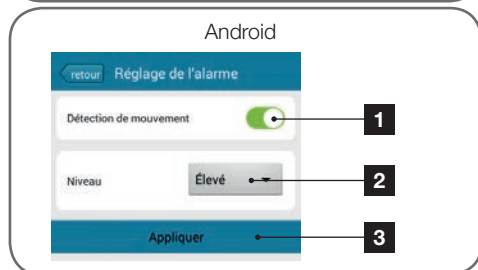 Android
retour Réglage de l'alarme
Détection de mouvement
1
Niveau Élevé
2
Appliquer
3